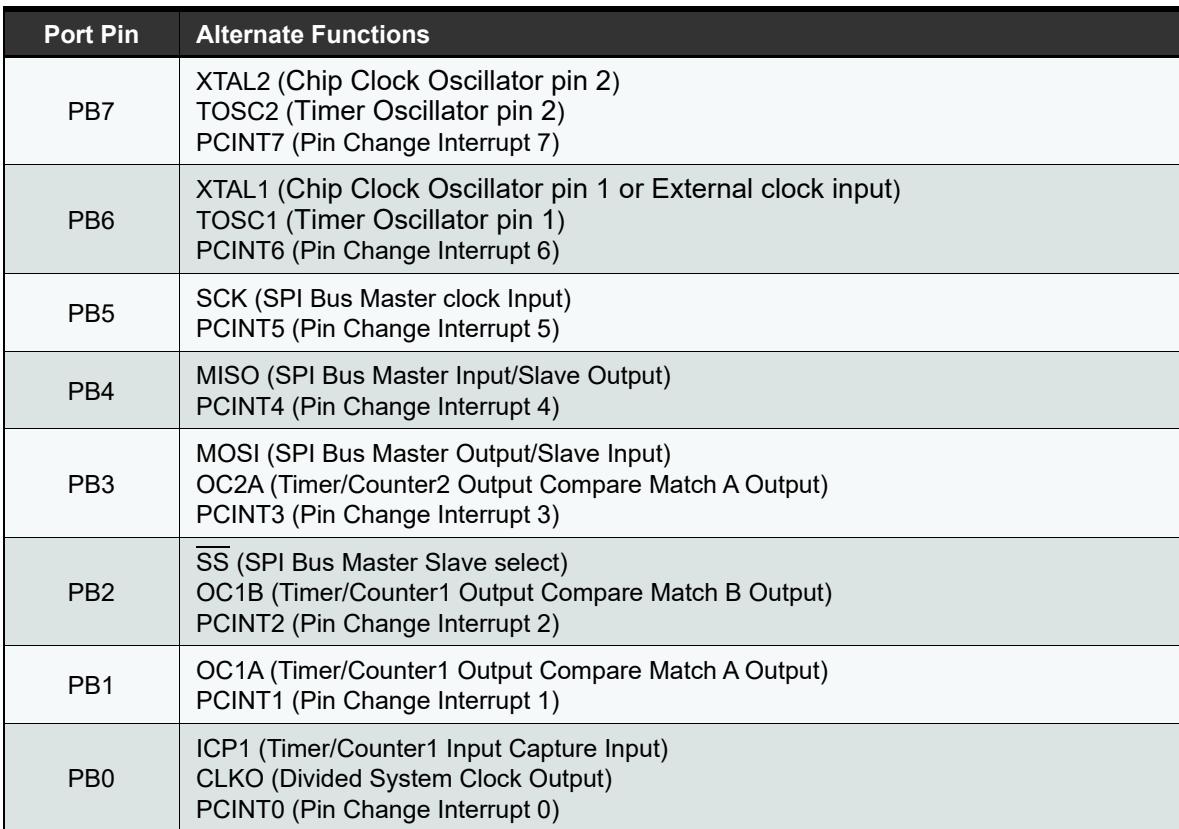 Port Pin Alternate Functions
PB7
XTAL2 (Chip Clock Oscillator pin 2)
TOSC2 (Timer Oscillator pin 2)
PCINT7 (Pin Change Interrupt 7)
PB6
XTAL1 (Chip Clock Oscillator pin 1 or External clock input)
TOSC1 (Timer Oscillator pin 1)
PCINT6 (Pin Change Interrupt 6)
PB5
SCK (SPI Bus Master clock Input)
PCINT5 (Pin Change Interrupt 5)
PB4
MISO (SPI Bus Master Input/Slave Output)
PCINT4 (Pin Change Interrupt 4)
PB3
MOSI (SPI Bus Master Output/Slave Input)
OC2A (Timer/Counter2 Output Compare Match A Output)
PCINT3 (Pin Change Interrupt 3)
PB2
S̅S̅ (SPI Bus Master Slave select)
OC1B (Timer/Counter1 Output Compare Match B Output)
PCINT2 (Pin Change Interrupt 2)
PB1
OC1A (Timer/Counter1 Output Compare Match A Output)
PCINT1 (Pin Change Interrupt 1)
PB0
ICP1 (Timer/Counter1 Input Capture Input)
CLKO (Divided System Clock Output)
PCINT0 (Pin Change Interrupt 0)